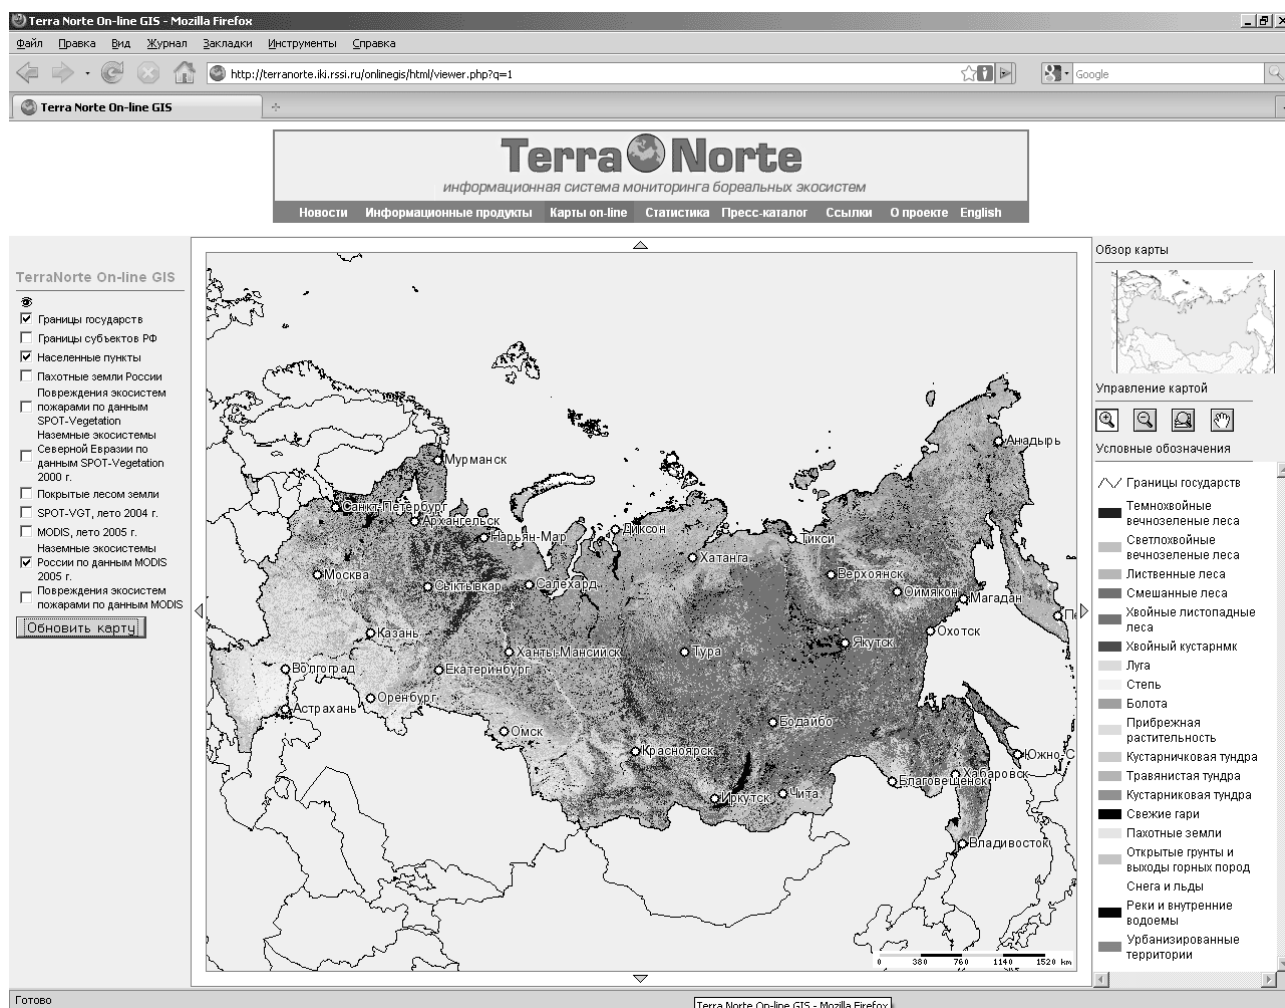 Terra Norte On-line GIS - Mozilla Firefox
Файл Правка Вид Журнал Закладки Инструменты Справка
http://terranorte.iki.rssi.ru/onlinegis/html/viewer.php?q=1
Google
Terra Norte On-line GIS
Terra Norte
информационная система мониторинга бореальных экосистем
Новости Информационные продукты Карты on-line Статистика Пресс-каталог Ссылки О проекте English
TerraNorte On-line GIS
Границы государств
Границы субъектов РФ
Населенные пункты
Пахотные земли России
Повреждения экосистем
пожарами по данным
SPOT-Vegetation
Наземные экосистемы
Северной Евразии по
данным SPOT-Vegetation
2000 г.
Покрытые лесом земли
SPOT-VGT, лето 2004 г.
MODIS, лето 2005 г.
Наземные экосистемы
России по данным MODIS
2005 г.
Повреждения экосистем
пожарами по данным MODIS
Обновить карту
Анадырь
Мурманск
Санкт-Петербург
Архангельск
Нарьян-Мар
Диксон
Тикси
Хатанга
Москва
Сыктывкар
Салехард
Верхоянск
Оймякон
Магадан
Казань
Охотск
Ханты-Мансийск
Тура
Якутск
Волгоград
Екатеринбург
Оренбург
Астрахань
Омск
Бодайбо
Красноярск
Южно-С
Хабаровск
Благовещенск
Иркутск
Чита
Владивосток
0 380 760 1140 1520 km
Обзор карты
Управление картой
Условные обозначения
Границы государств
Темнохвойные
вечнозеленые леса
Светлохвойные
вечнозеленые леса
Лиственные леса
Смешанные леса
Хвойные листопадные
леса
Хвойный кустарнмк
Луга
Степь
Болота
Прибрежная
растительность
Кустарничковая тундра
Травянистая тундра
Кустарниковая тундра
Свежие гари
Пахотные земли
Открытые грунты и
выходы горных пород
Снега и льды
Реки и внутренние
водоемы
Урбанизированные
территории
Готово
Terra Norte On-line GIS - Mozilla Firefox